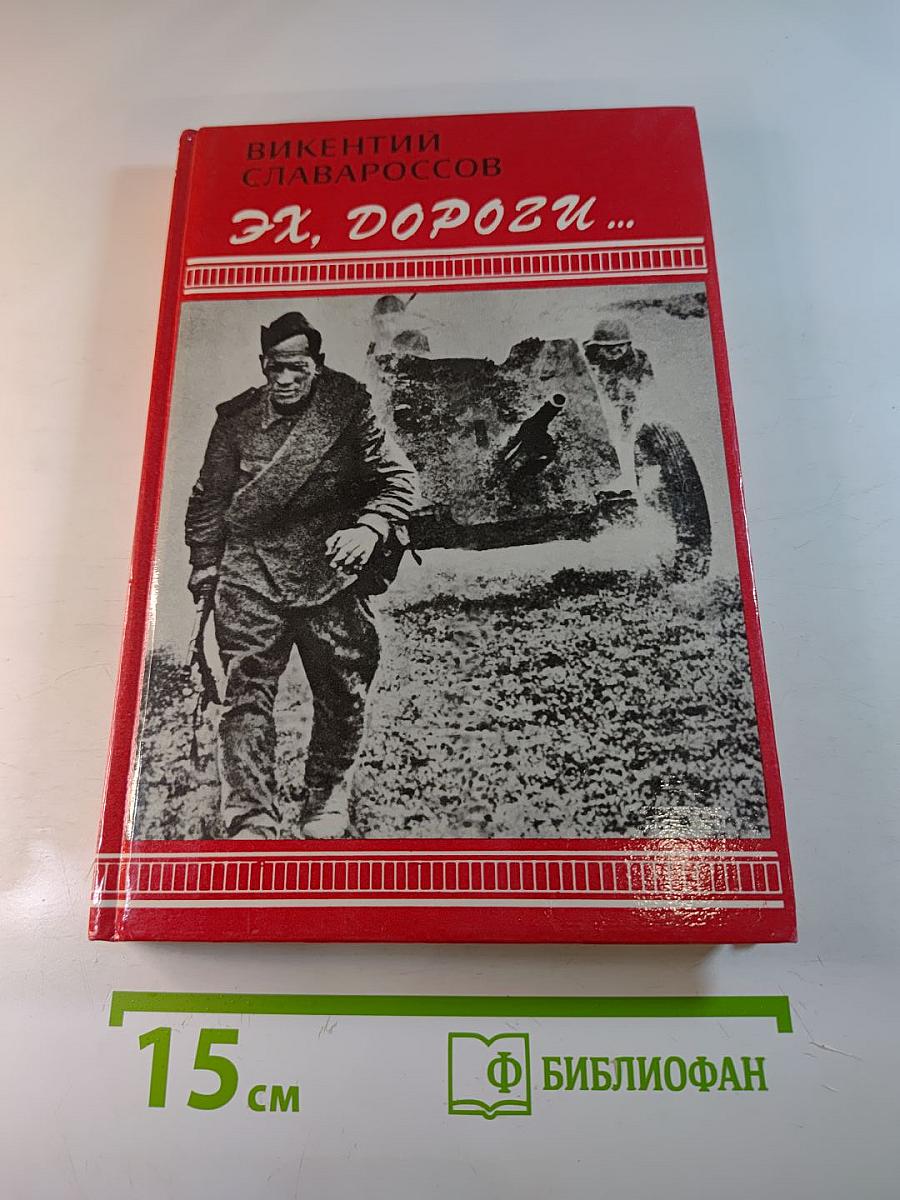 ВИКЕНТИЙ
СЛАВАРОССОВ
ЭХ, ДОРОГИ...
15 см
Ф БИБЛИОФАН